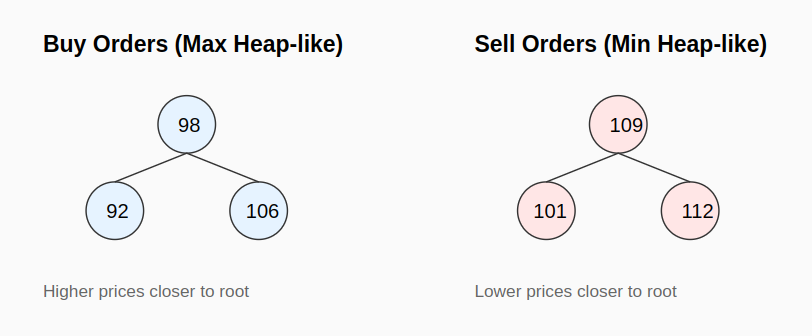 Buy Orders (Max Heap-like)
98
92
106
Higher prices closer to root
Sell Orders (Min Heap-like)
109
101
112
Lower prices closer to root